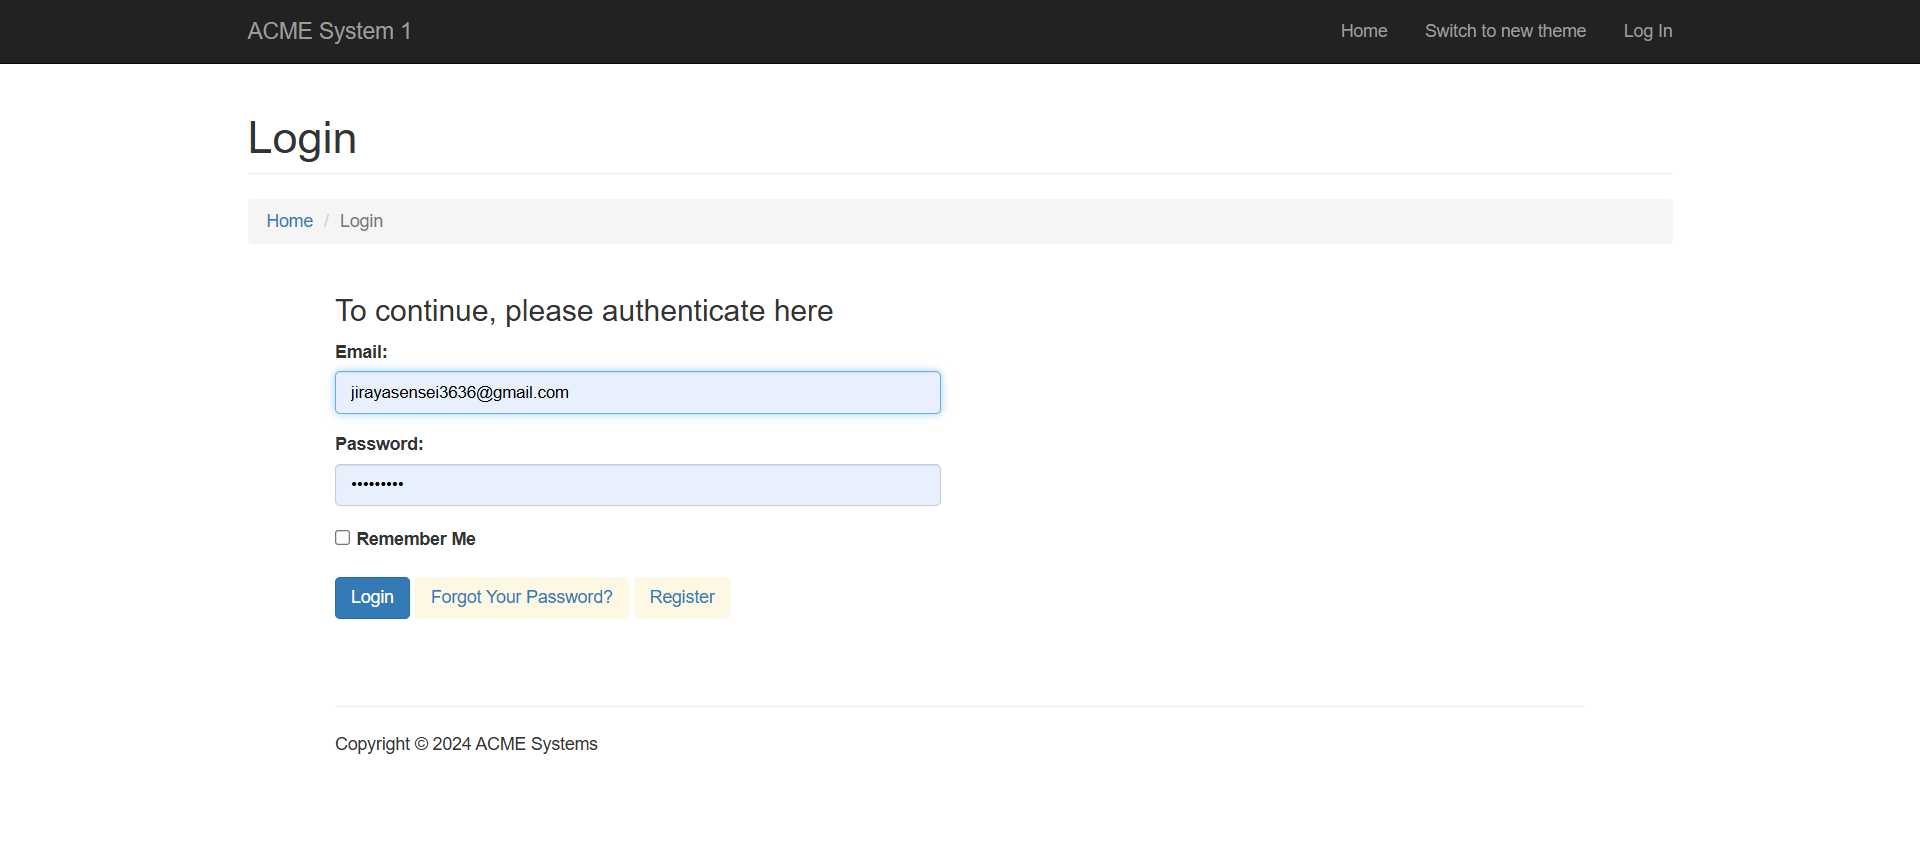 ACME System 1 Home Switch to new theme Log In
Login
Home / Login
To continue, please authenticate here
Email:
jirayasensei3636@gmail.com
Password:
•••••••••
Remember Me
Login Forgot Your Password? Register
Copyright © 2024 ACME Systems